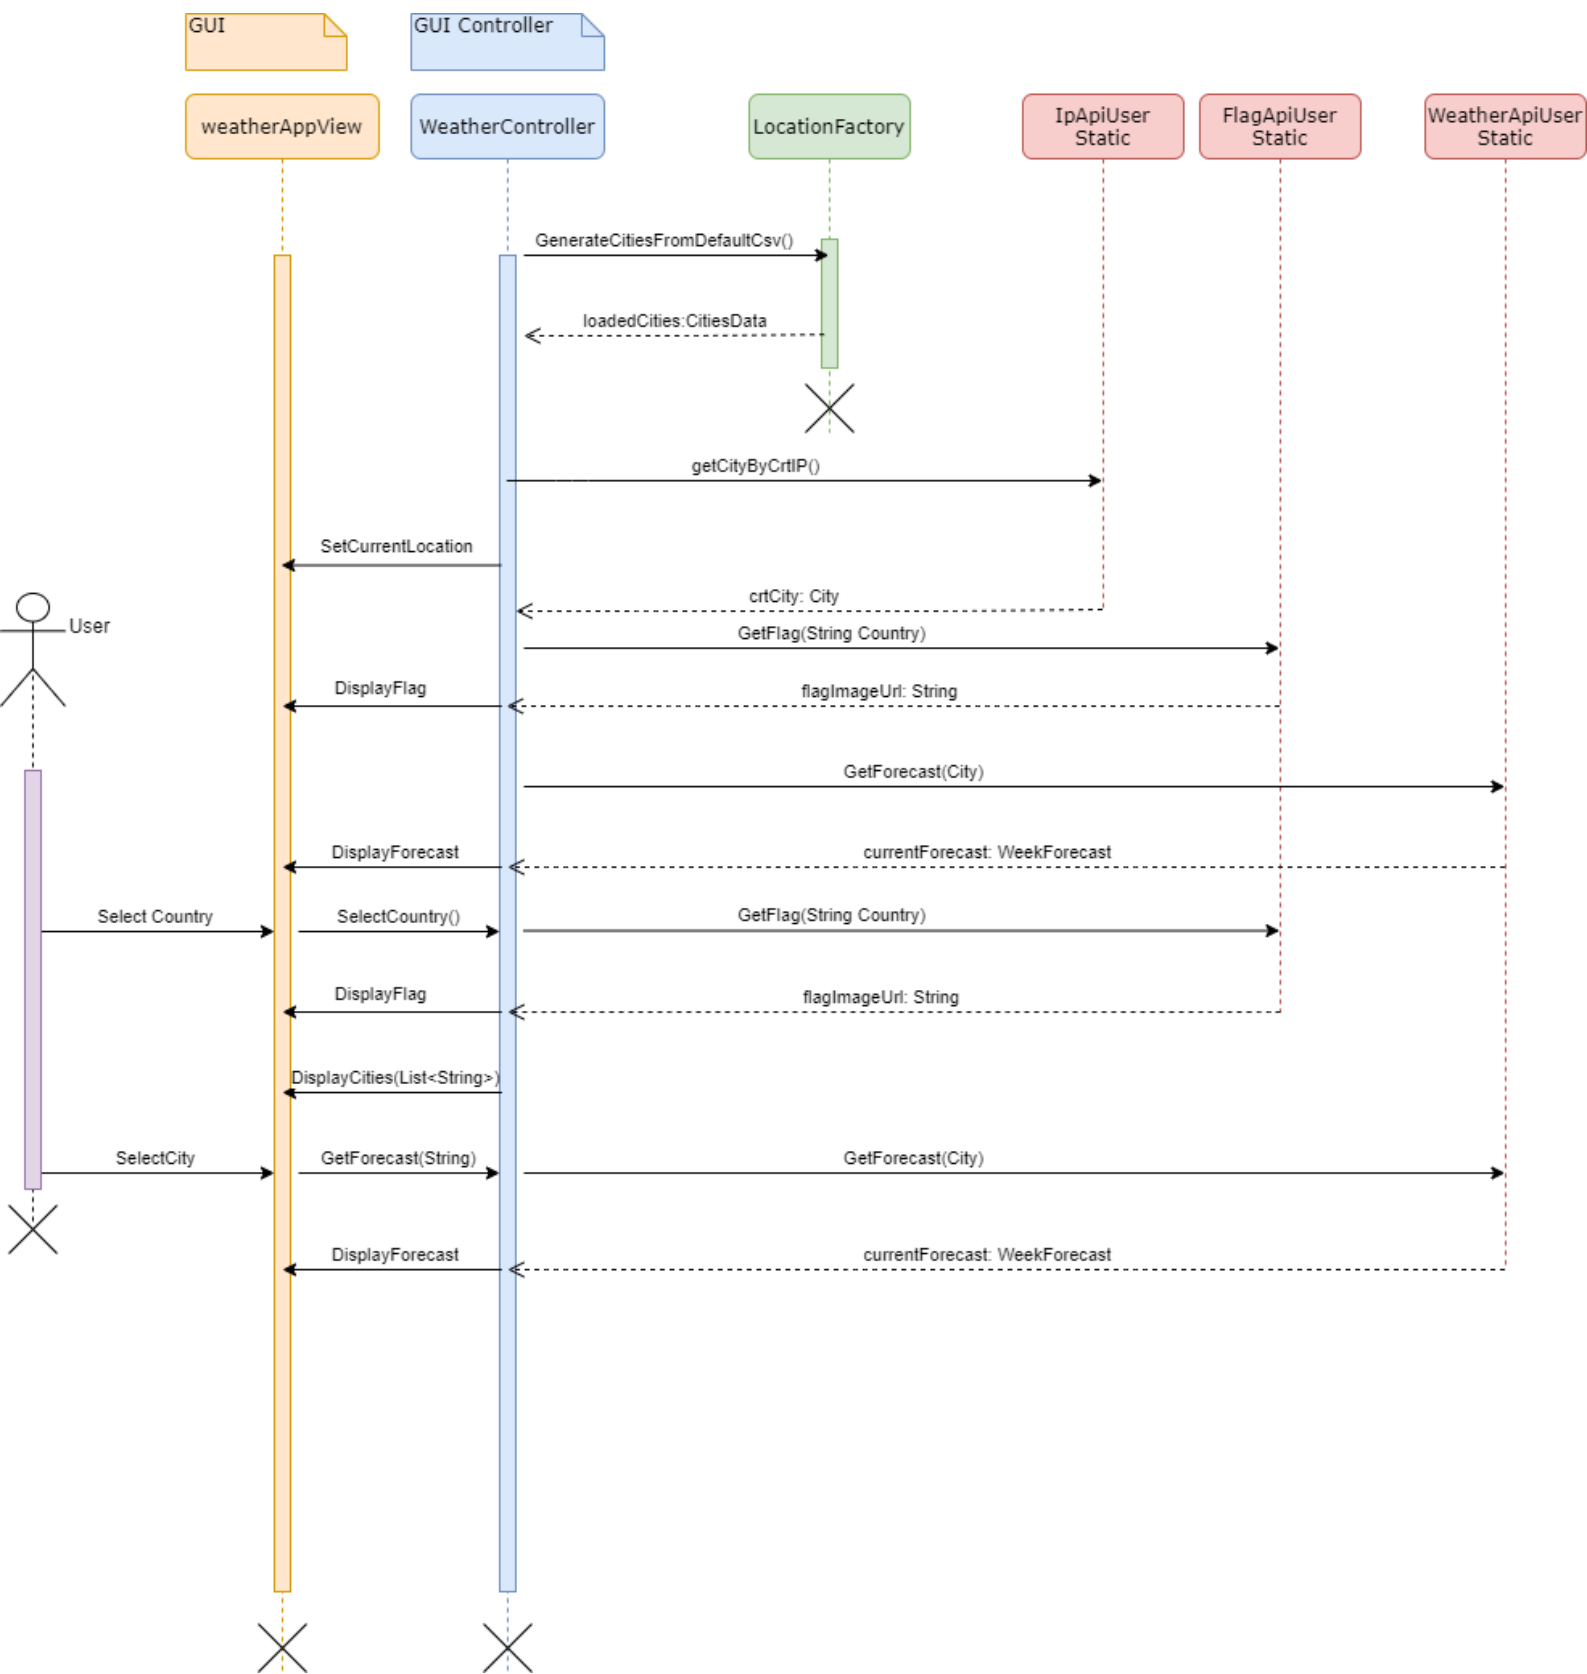 GUI
GUI Controller
weatherAppView
WeatherController
LocationFactory
IpApiUser
Static
FlagApiUser
Static
WeatherApiUser
Static
GenerateCitiesFromDefaultCsv()
loadedCities:CitiesData
getCityByCrtIP()
SetCurrentLocation
crtCity: City
User
GetFlag(String Country)
DisplayFlag
flagImageUrl: String
GetForecast(City)
DisplayForecast
currentForecast: WeekForecast
Select Country
SelectCountry()
GetFlag(String Country)
DisplayFlag
flagImageUrl: String
DisplayCities(List<String>)
SelectCity
GetForecast(String)
GetForecast(City)
DisplayForecast
currentForecast: WeekForecast